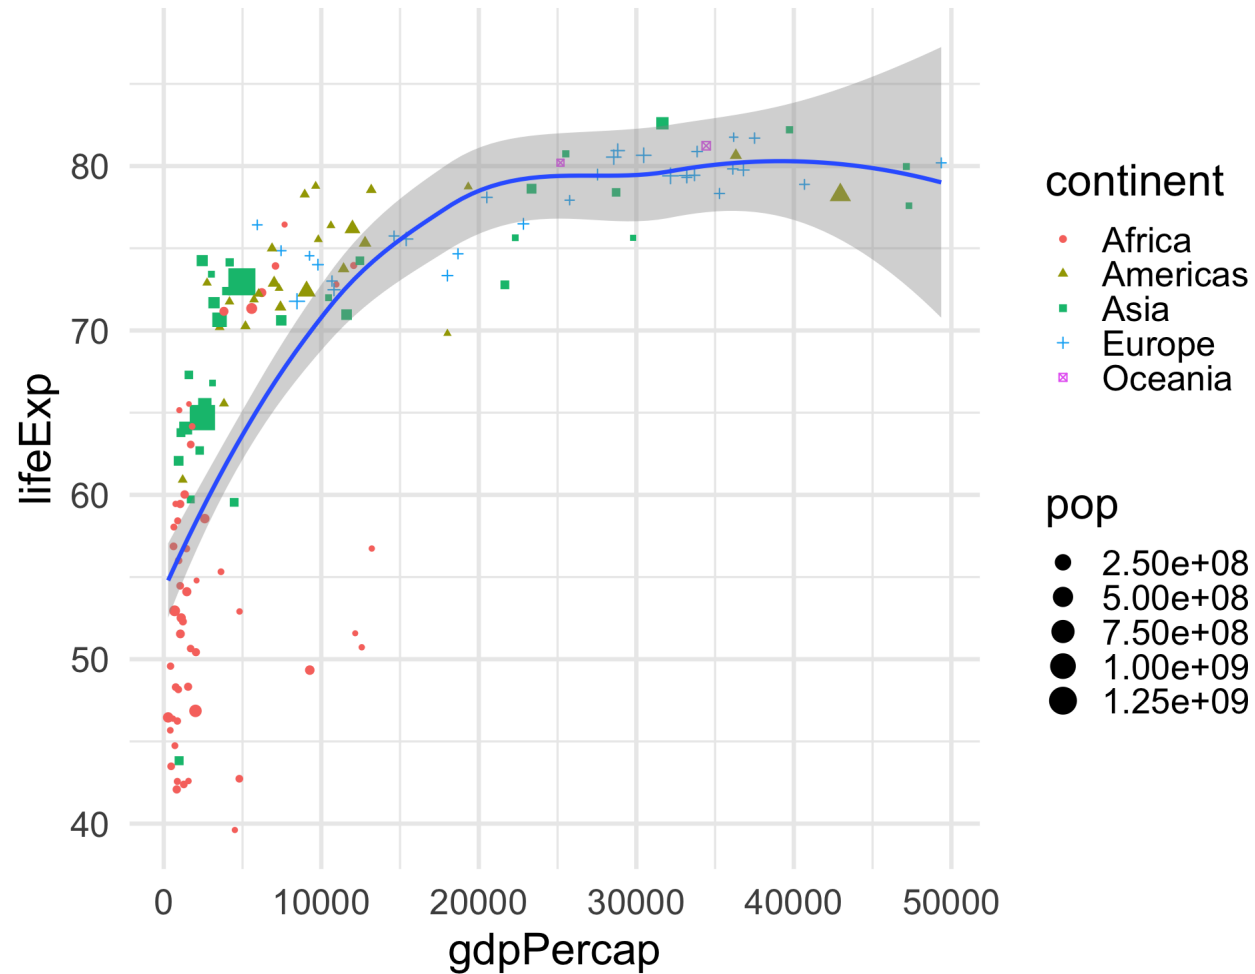 lifeExp
80
70
60
50
40
0 10000 20000 30000 40000 50000
gdpPercap
continent
Africa
Americas
Asia
Europe
Oceania
pop
2.50e+08
5.00e+08
7.50e+08
1.00e+09
1.25e+09